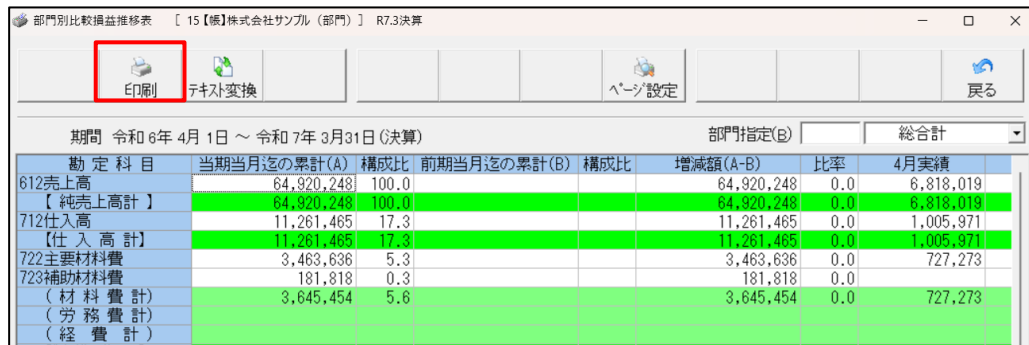 部門別比較損益推移表 [ 15【帳】株式会社サンプル（部門）] R7.3決算
印刷 テキスト変換 ページ設定 戻る
期間 令和 6年 4月 1日 ～ 令和 7年 3月31日(決算) 部門指定(B) 総合計
勘定科目 当期当月迄の累計(A) 構成比 前期当月迄の累計(B) 構成比 増減額(A-B) 比率 4月実績
612売上高 64,920,248 100.0 64,920,248 0.0 6,818,019
【 純売上高計 】 64,920,248 100.0 64,920,248 0.0 6,818,019
712仕入高 11,261,465 17.3 11,261,465 0.0 1,005,971
【仕 入 高 計】 11,261,465 17.3 11,261,465 0.0 1,005,971
722主要材料費 3,463,636 5.3 3,463,636 0.0 727,273
723補助材料費 181,818 0.3 181,818 0.0
( 材 料 費 計) 3,645,454 5.6 3,645,454 0.0 727,273
( 労 務 費 計)
( 経 費 計 )